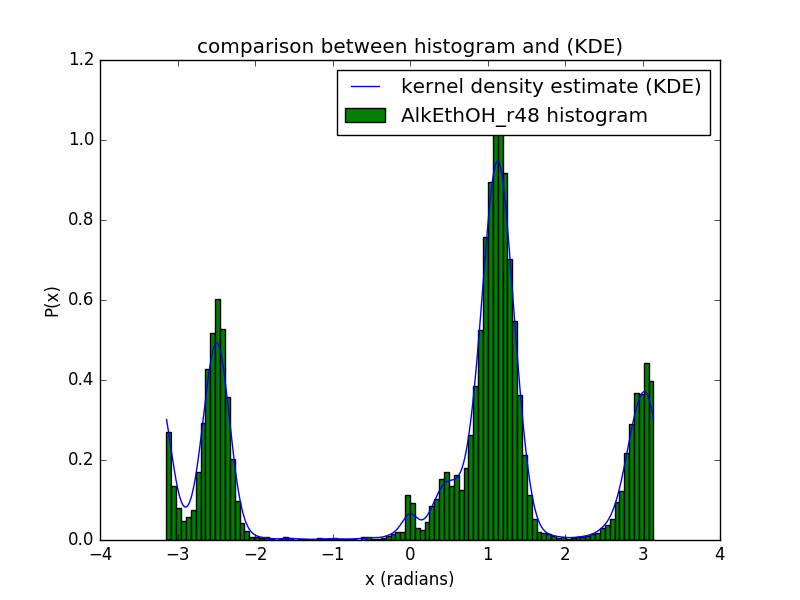 comparison between histogram and (KDE)
kernel density estimate (KDE)
AlkEthOH_r48 histogram
1.2
1.0
0.8
0.6
0.4
0.2
0.0
P(x)
−4 −3 −2 −1 0 1 2 3 4
x (radians)